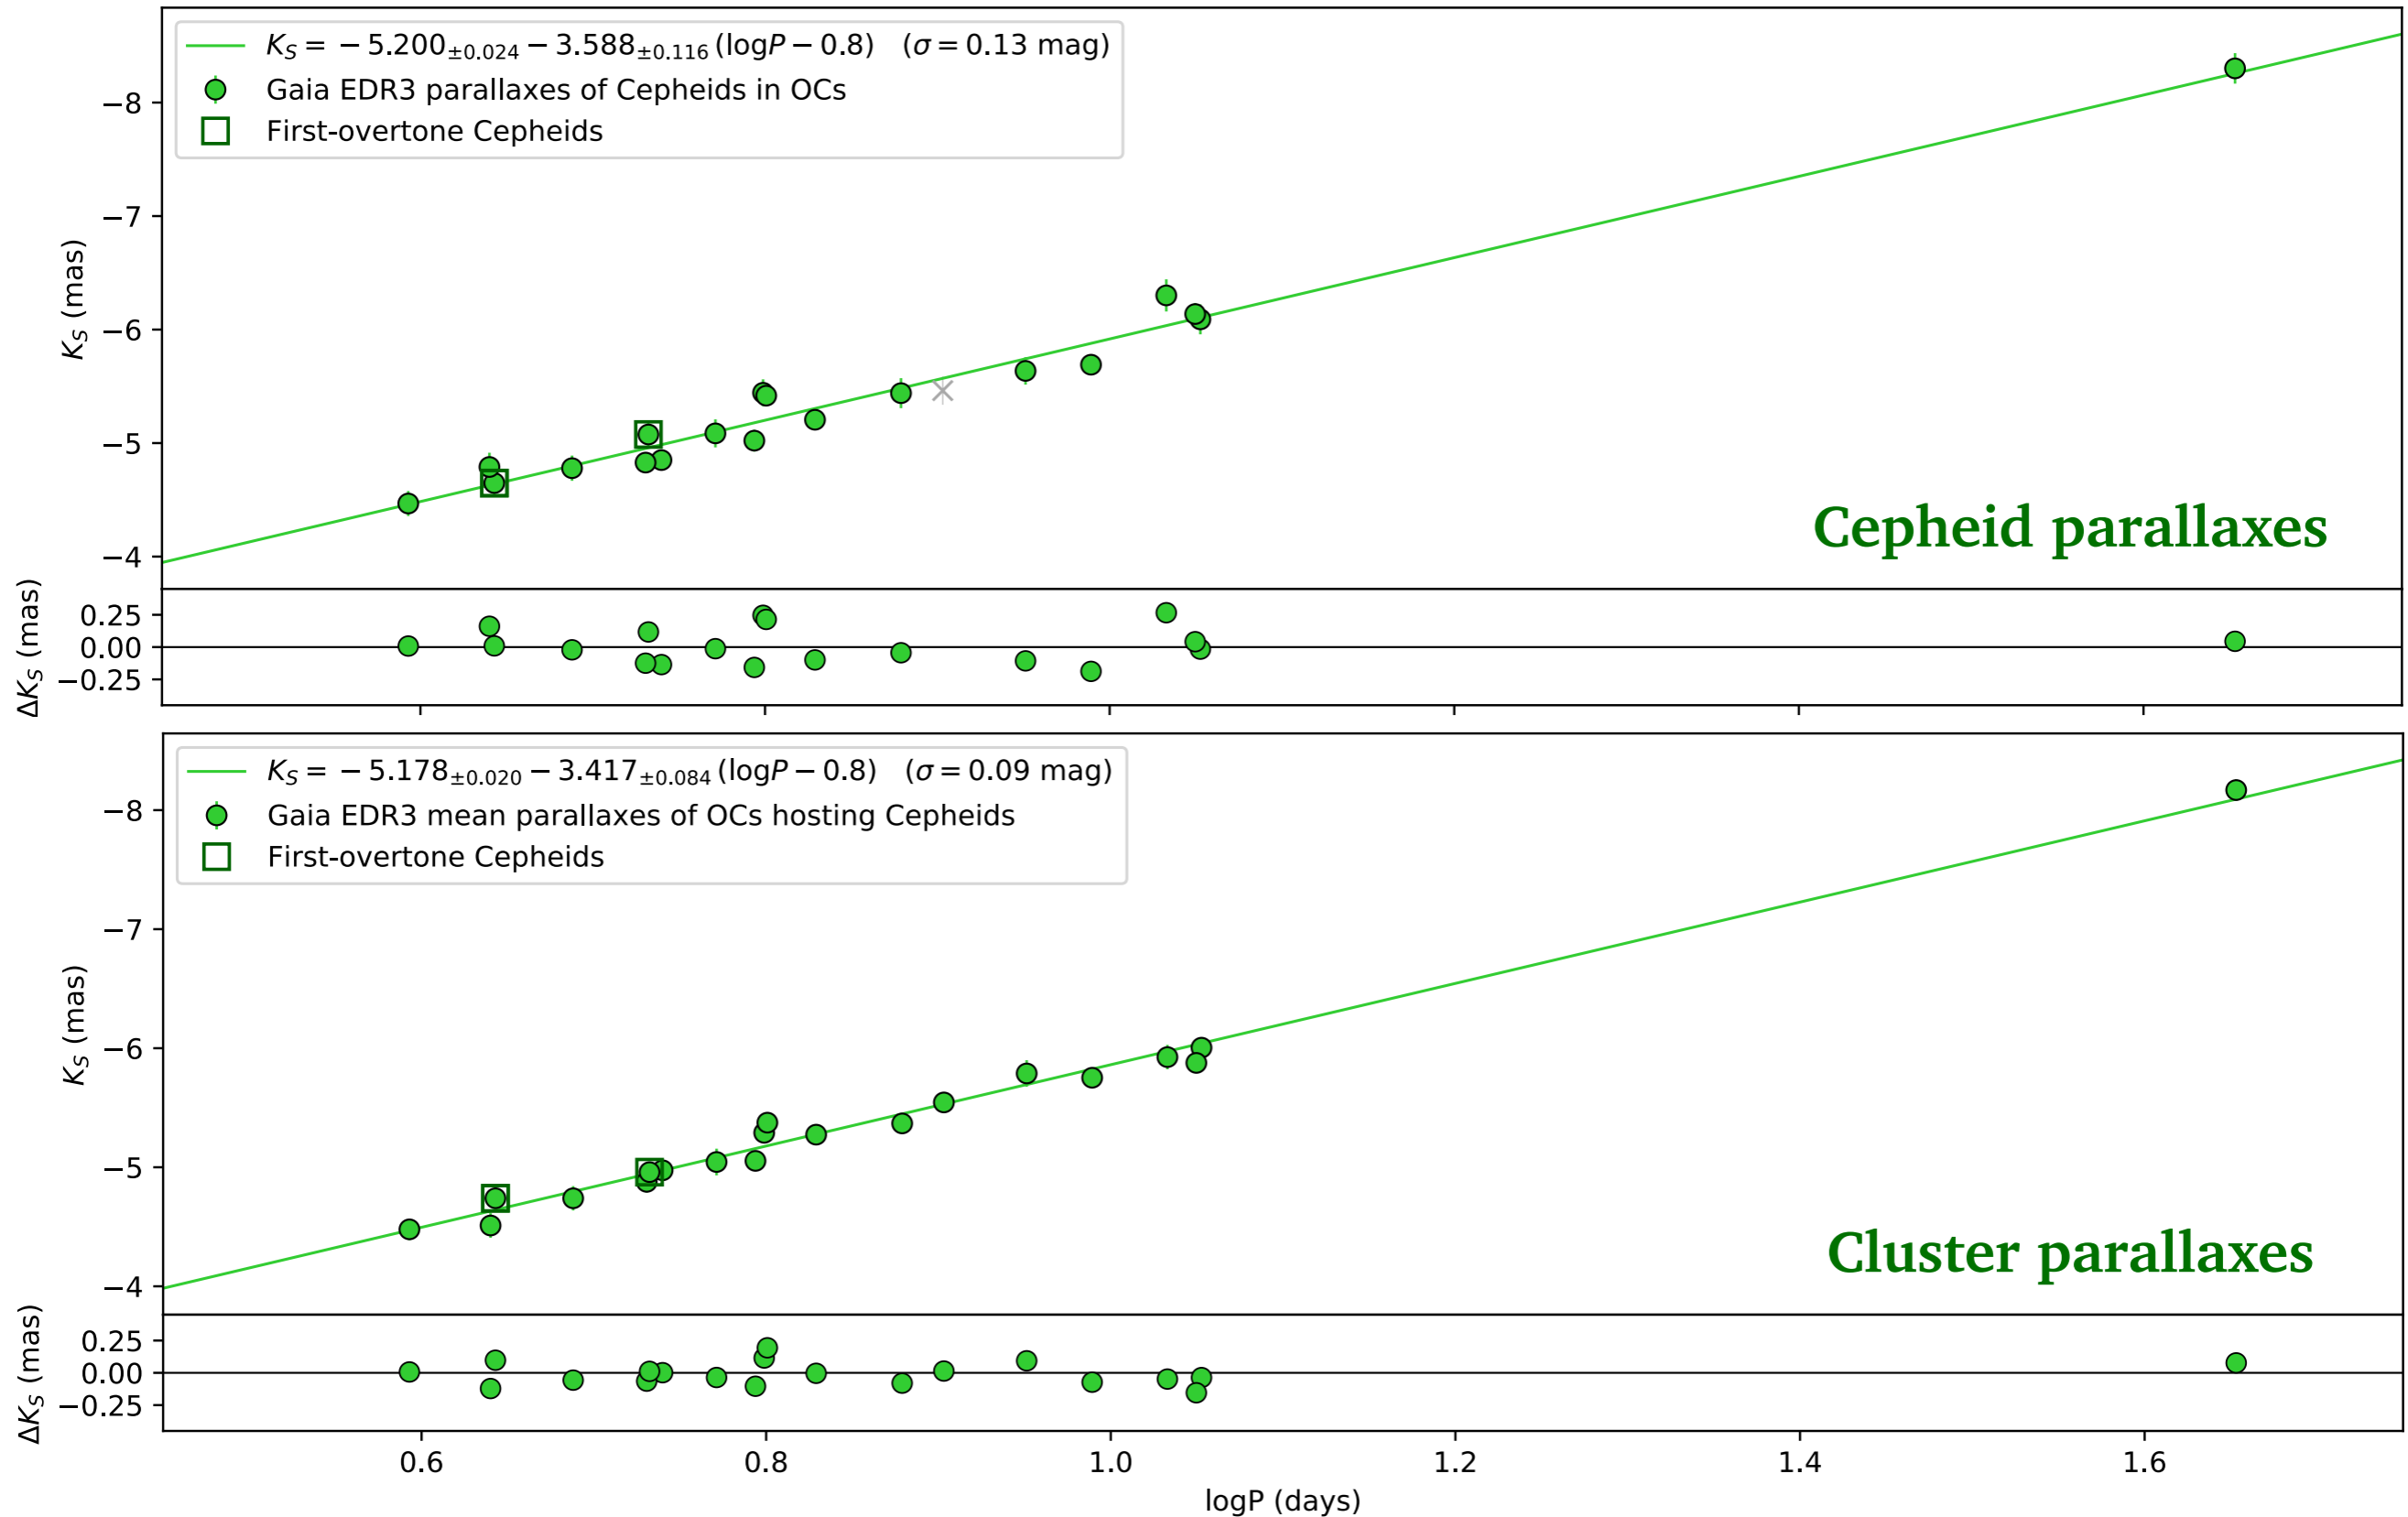 K_S = −5.200±0.024 − 3.588±0.116 (logP − 0.8) (σ = 0.13 mag)
Gaia EDR3 parallaxes of Cepheids in OCs
First-overtone Cepheids
−8
−7
−6
−5
−4
K_S (mas)
Cepheid parallaxes
0.25
0.00
−0.25
ΔK_S (mas)
K_S = −5.178±0.020 − 3.417±0.084 (logP − 0.8) (σ = 0.09 mag)
Gaia EDR3 mean parallaxes of OCs hosting Cepheids
First-overtone Cepheids
−8
−7
−6
−5
−4
K_S (mas)
Cluster parallaxes
0.25
0.00
−0.25
ΔK_S (mas)
0.6 0.8 1.0 1.2 1.4 1.6
logP (days)